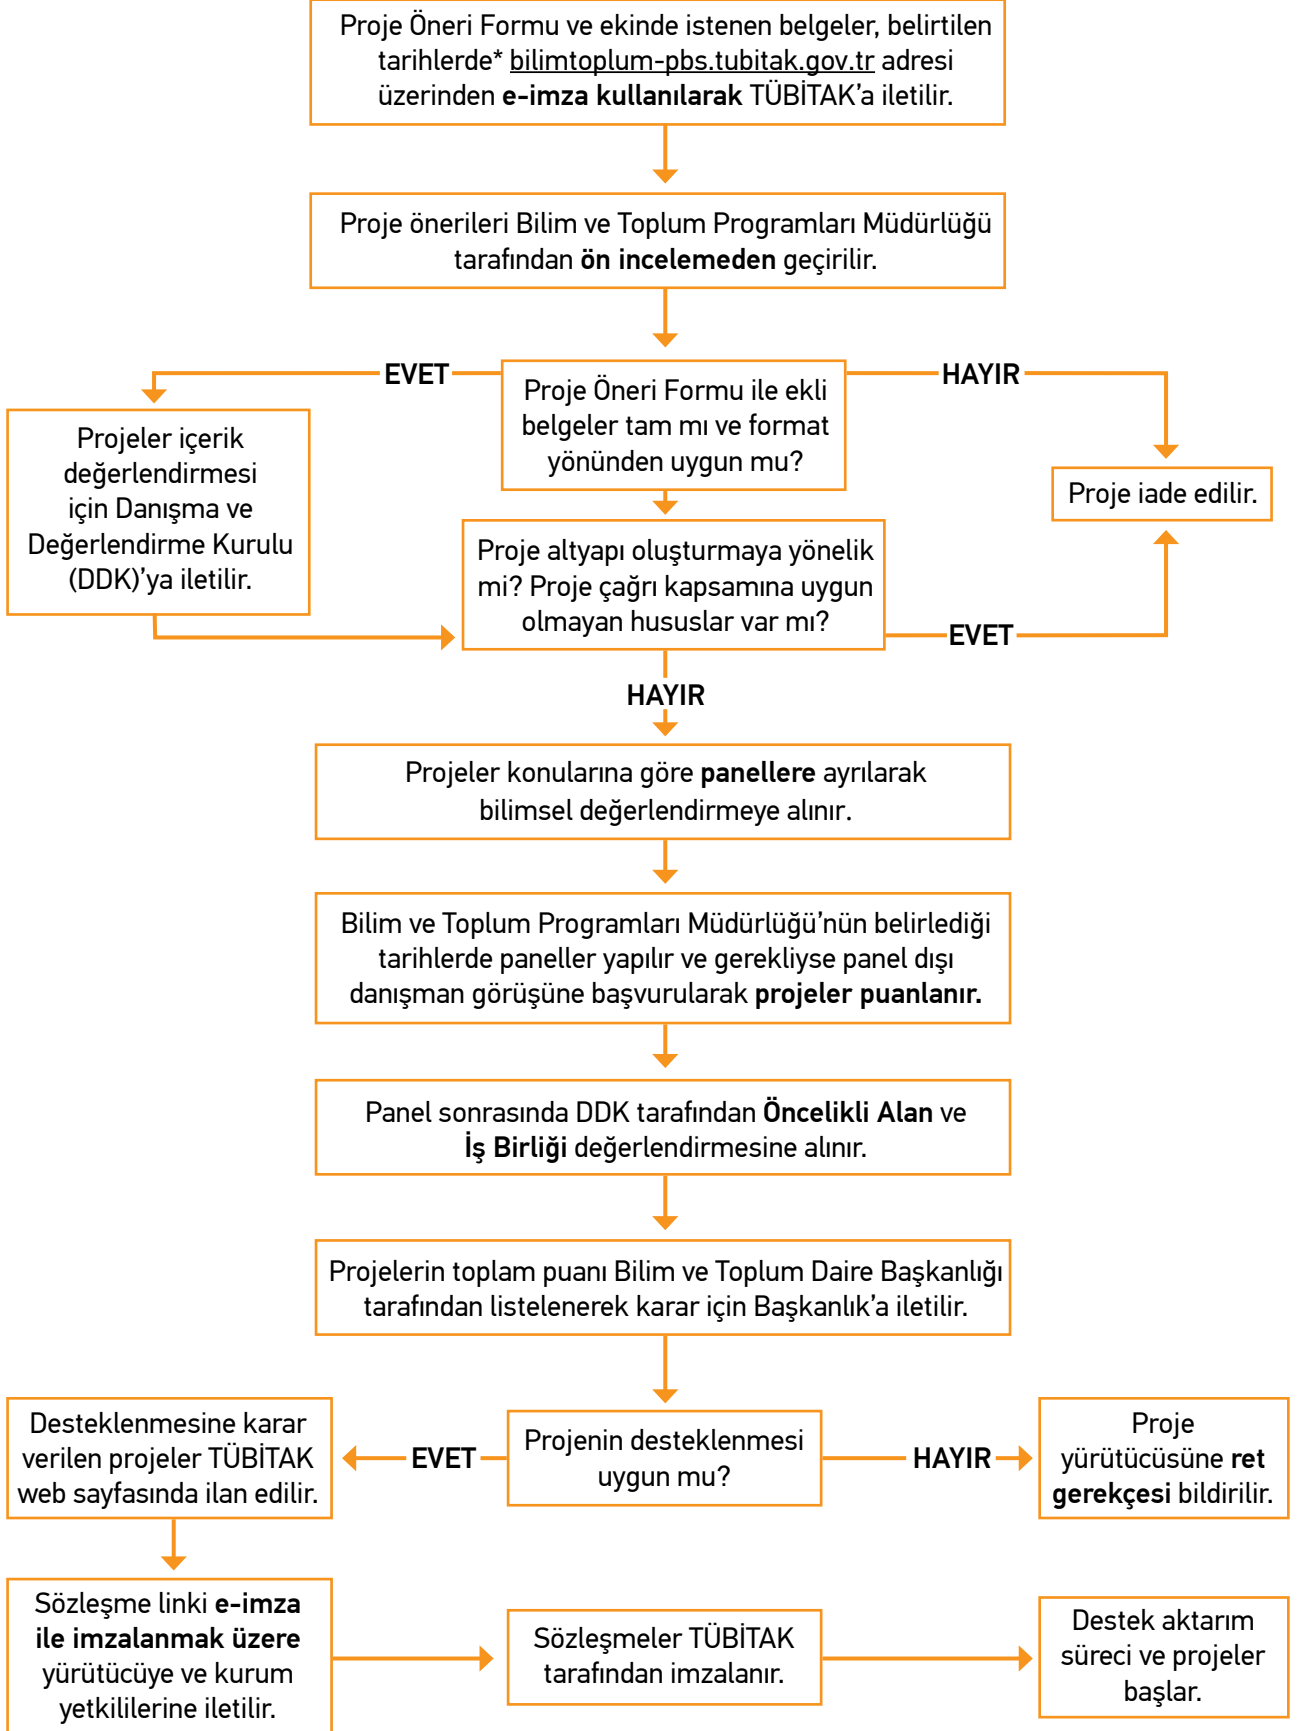 Proje Öneri Formu ve ekinde istenen belgeler, belirtilen
tarihlerde* bilimtoplum-pbs.tubitak.gov.tr adresi
üzerinden e-imza kullanılarak TÜBİTAK’a iletilir.
Proje önerileri Bilim ve Toplum Programları Müdürlüğü
tarafından ön incelemeden geçirilir.
EVET
HAYIR
Proje Öneri Formu ile ekli
belgeler tam mı ve format
yönünden uygun mu?
Projeler içerik
değerlendirmesi
için Danışma ve
Değerlendirme Kurulu
(DDK)’ya iletilir.
Proje iade edilir.
Proje altyapı oluşturmaya yönelik
mi? Proje çağrı kapsamına uygun
olmayan hususlar var mı?
EVET
HAYIR
Projeler konularına göre panellere ayrılarak
bilimsel değerlendirmeye alınır.
Bilim ve Toplum Programları Müdürlüğü’nün belirlediği
tarihlerde paneller yapılır ve gerekliyse panel dışı
danışman görüşüne başvurularak projeler puanlanır.
Panel sonrasında DDK tarafından Öncelikli Alan ve
İş Birliği değerlendirmesine alınır.
Projelerin toplam puanı Bilim ve Toplum Daire Başkanlığı
tarafından listelenerek karar için Başkanlık’a iletilir.
Desteklenmesine karar
verilen projeler TÜBİTAK
web sayfasında ilan edilir.
EVET
Projenin desteklenmesi
uygun mu?
HAYIR
Proje
yürütücüsüne ret
gerekçesi bildirilir.
Sözleşme linki e-imza
ile imzalanmak üzere
yürütücüye ve kurum
yetkililerine iletilir.
Sözleşmeler TÜBİTAK
tarafından imzalanır.
Destek aktarım
süreci ve projeler
başlar.